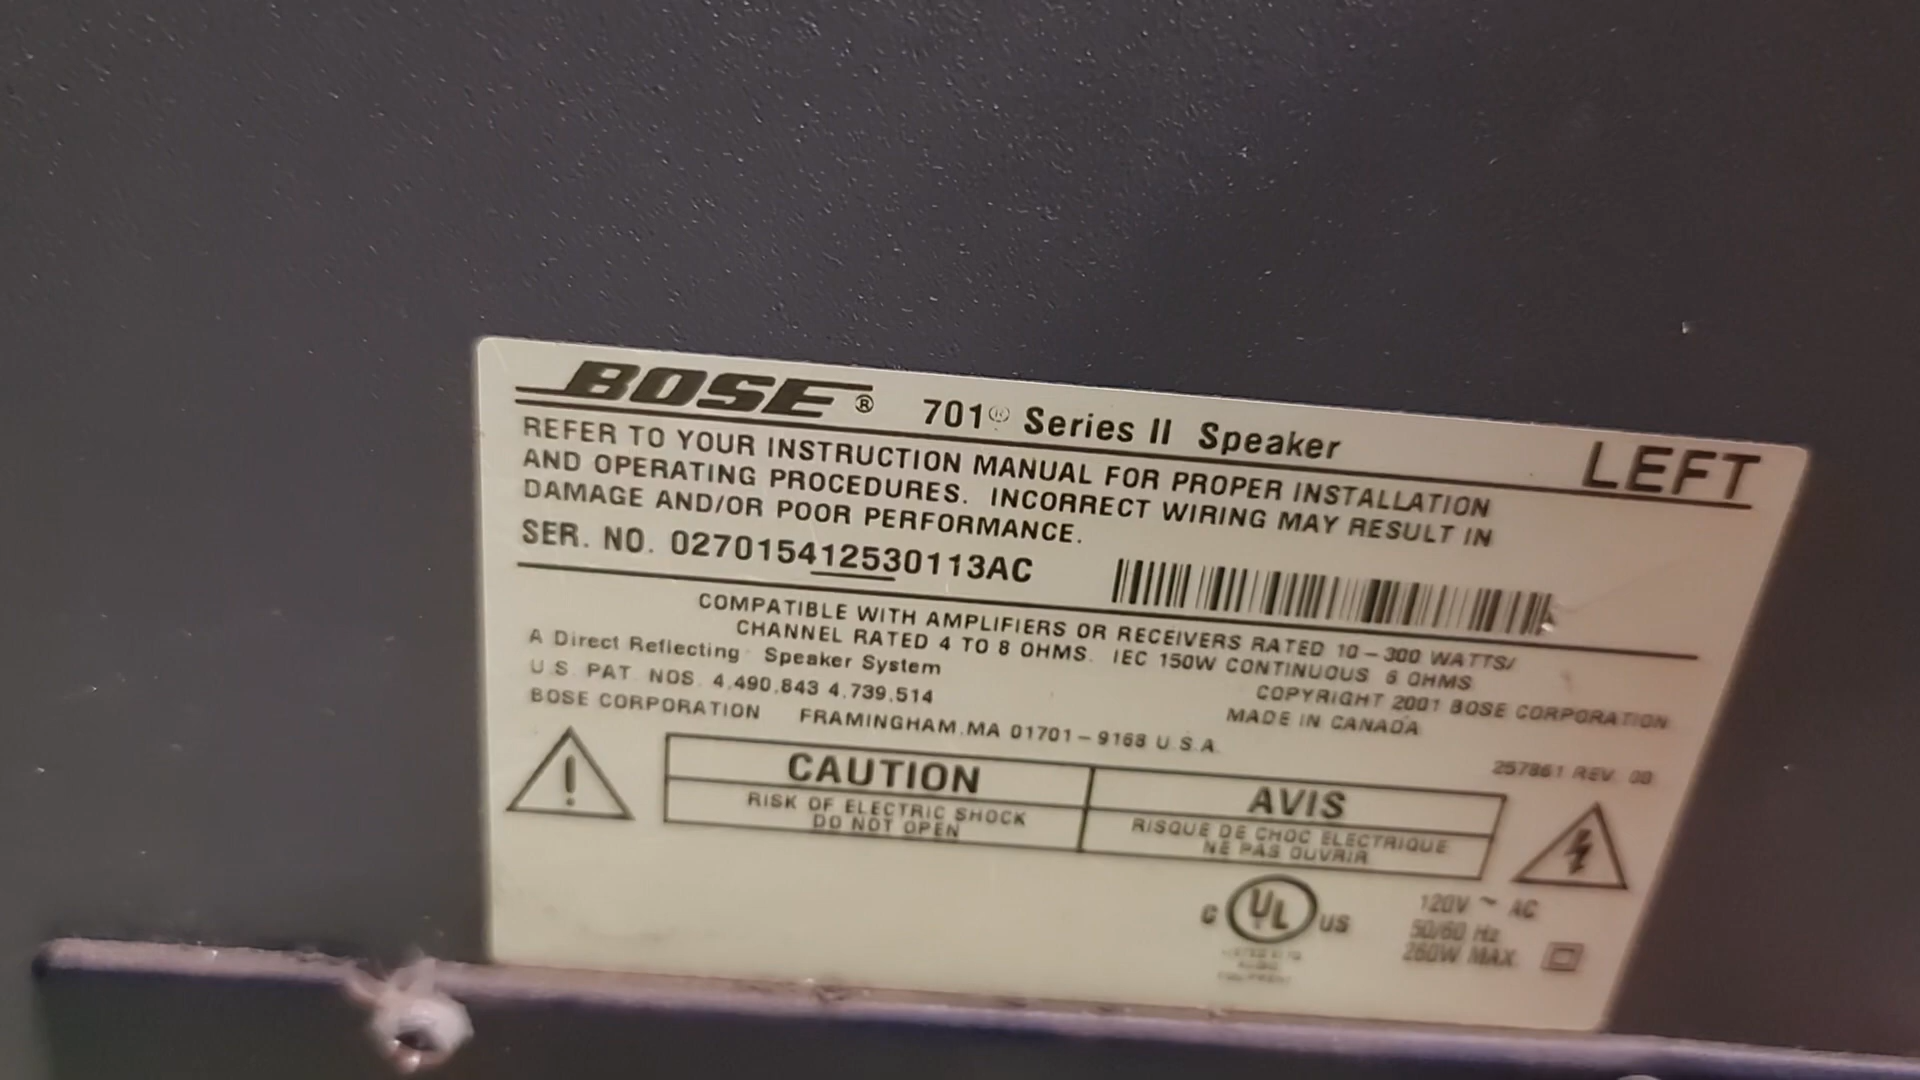 BOSE® 701® Series II Speaker LEFT
REFER TO YOUR INSTRUCTION MANUAL FOR PROPER INSTALLATION
AND OPERATING PROCEDURES. INCORRECT WIRING MAY RESULT IN
DAMAGE AND/OR POOR PERFORMANCE.
SER. NO. 027015412530113AC
COMPATIBLE WITH AMPLIFIERS OR RECEIVERS RATED 10-300 WATTS/
CHANNEL RATED 4 TO 8 OHMS. IEC 150W CONTINUOUS 6 OHMS
A Direct Reflecting Speaker System
U.S. PAT. NOS. 4,490,843 4,739,514
COPYRIGHT 2001 BOSE CORPORATION
BOSE CORPORATION FRAMINGHAM, MA 01701-9168 U.S.A.
MADE IN CANADA
257861 REV. 00
CAUTION
RISK OF ELECTRIC SHOCK
DO NOT OPEN
AVIS
RISQUE DE CHOC ELECTRIQUE
NE PAS OUVRIR
C UL US
120V ~ AC
50/60 Hz
260W MAX